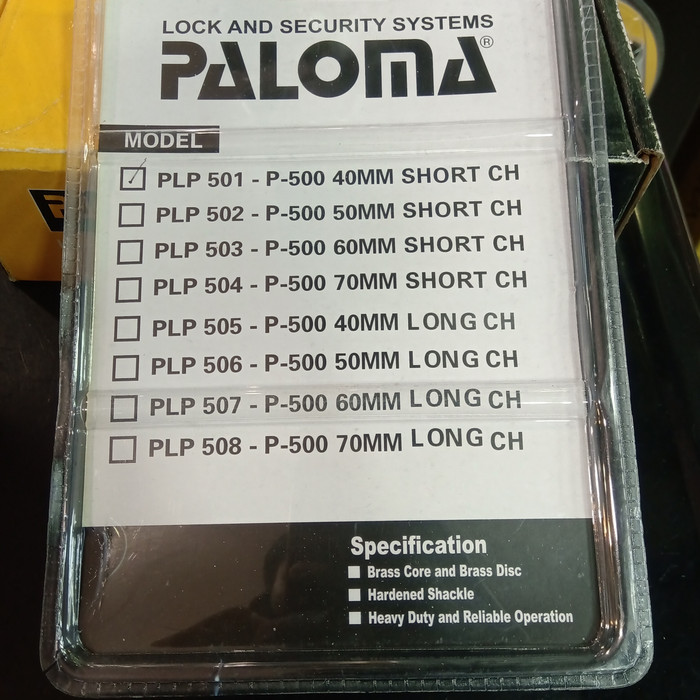 LOCK AND SECURITY SYSTEMS
PALOMA®
MODEL
PLP 501 - P-500 40MM SHORT CH
PLP 502 - P-500 50MM SHORT CH
PLP 503 - P-500 60MM SHORT CH
PLP 504 - P-500 70MM SHORT CH
PLP 505 - P-500 40MM LONG CH
PLP 506 - P-500 50MM LONG CH
PLP 507 - P-500 60MM LONG CH
PLP 508 - P-500 70MM LONG CH
Specification
Brass Core and Brass Disc
Hardened Shackle
Heavy Duty and Reliable Operation